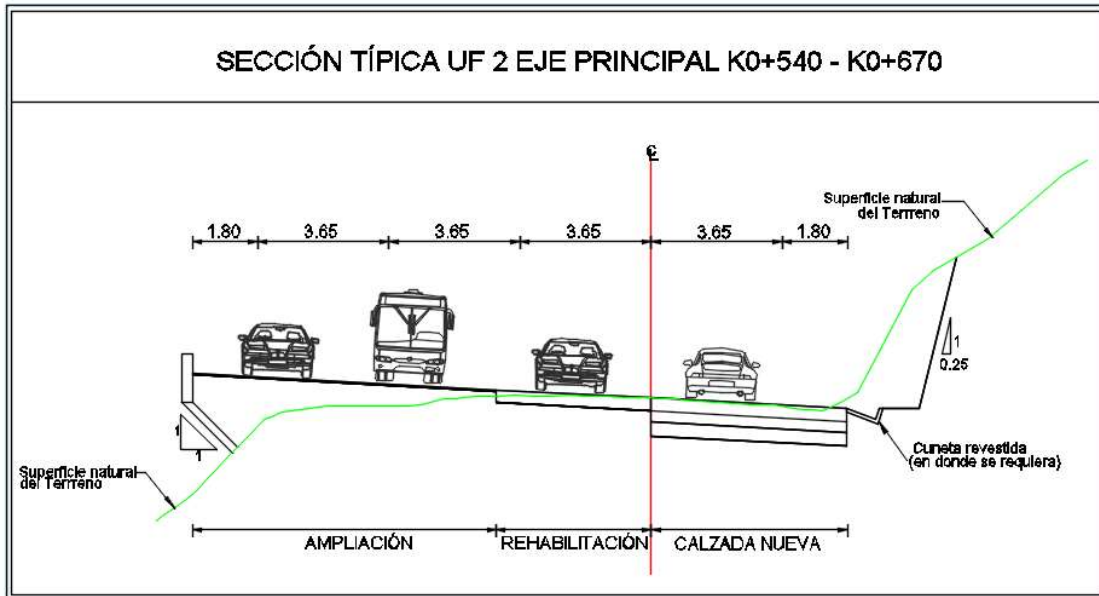 SECCIÓN TÍPICA UF 2 EJE PRINCIPAL K0+540 - K0+670
℄
Superficie natural
del Terrreno
1.80 3.65 3.65 3.65 3.65 1.80
1
0.25
1
1
Cuneta revestida
(en donde se requiera)
Superficie natural
del Terrreno
AMPLIACIÓN REHABILITACIÓN CALZADA NUEVA